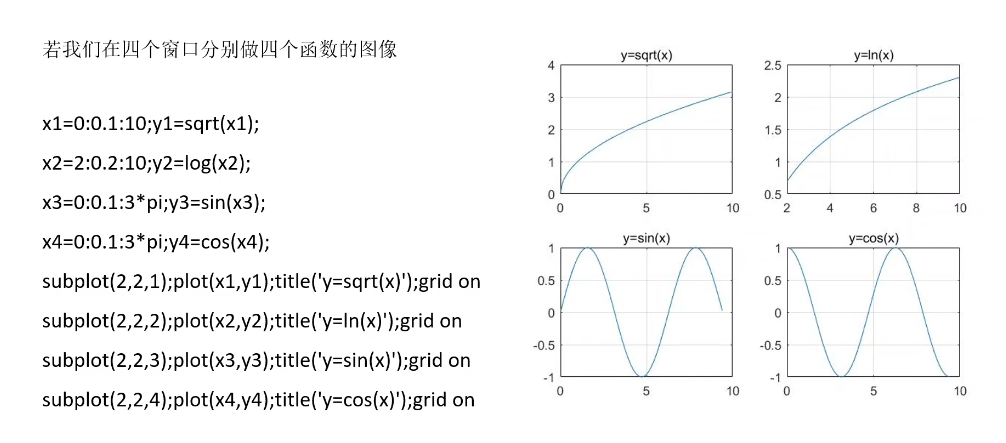 若我们在四个窗口分别做四个函数的图像
x1=0:0.1:10;y1=sqrt(x1);
x2=2:0.2:10;y2=log(x2);
x3=0:0.1:3*pi;y3=sin(x3);
x4=0:0.1:3*pi;y4=cos(x4);
subplot(2,2,1);plot(x1,y1);title('y=sqrt(x)');grid on
subplot(2,2,2);plot(x2,y2);title('y=ln(x)');grid on
subplot(2,2,3);plot(x3,y3);title('y=sin(x)');grid on
subplot(2,2,4);plot(x4,y4);title('y=cos(x)');grid on
y=sqrt(x)
4
3
2
1
0
0 5 10
y=ln(x)
2.5
2
1.5
1
0.5
2 4 6 8 10
y=sin(x)
1
0.5
0
-0.5
-1
0 5 10
y=cos(x)
1
0.5
0
-0.5
-1
0 5 10